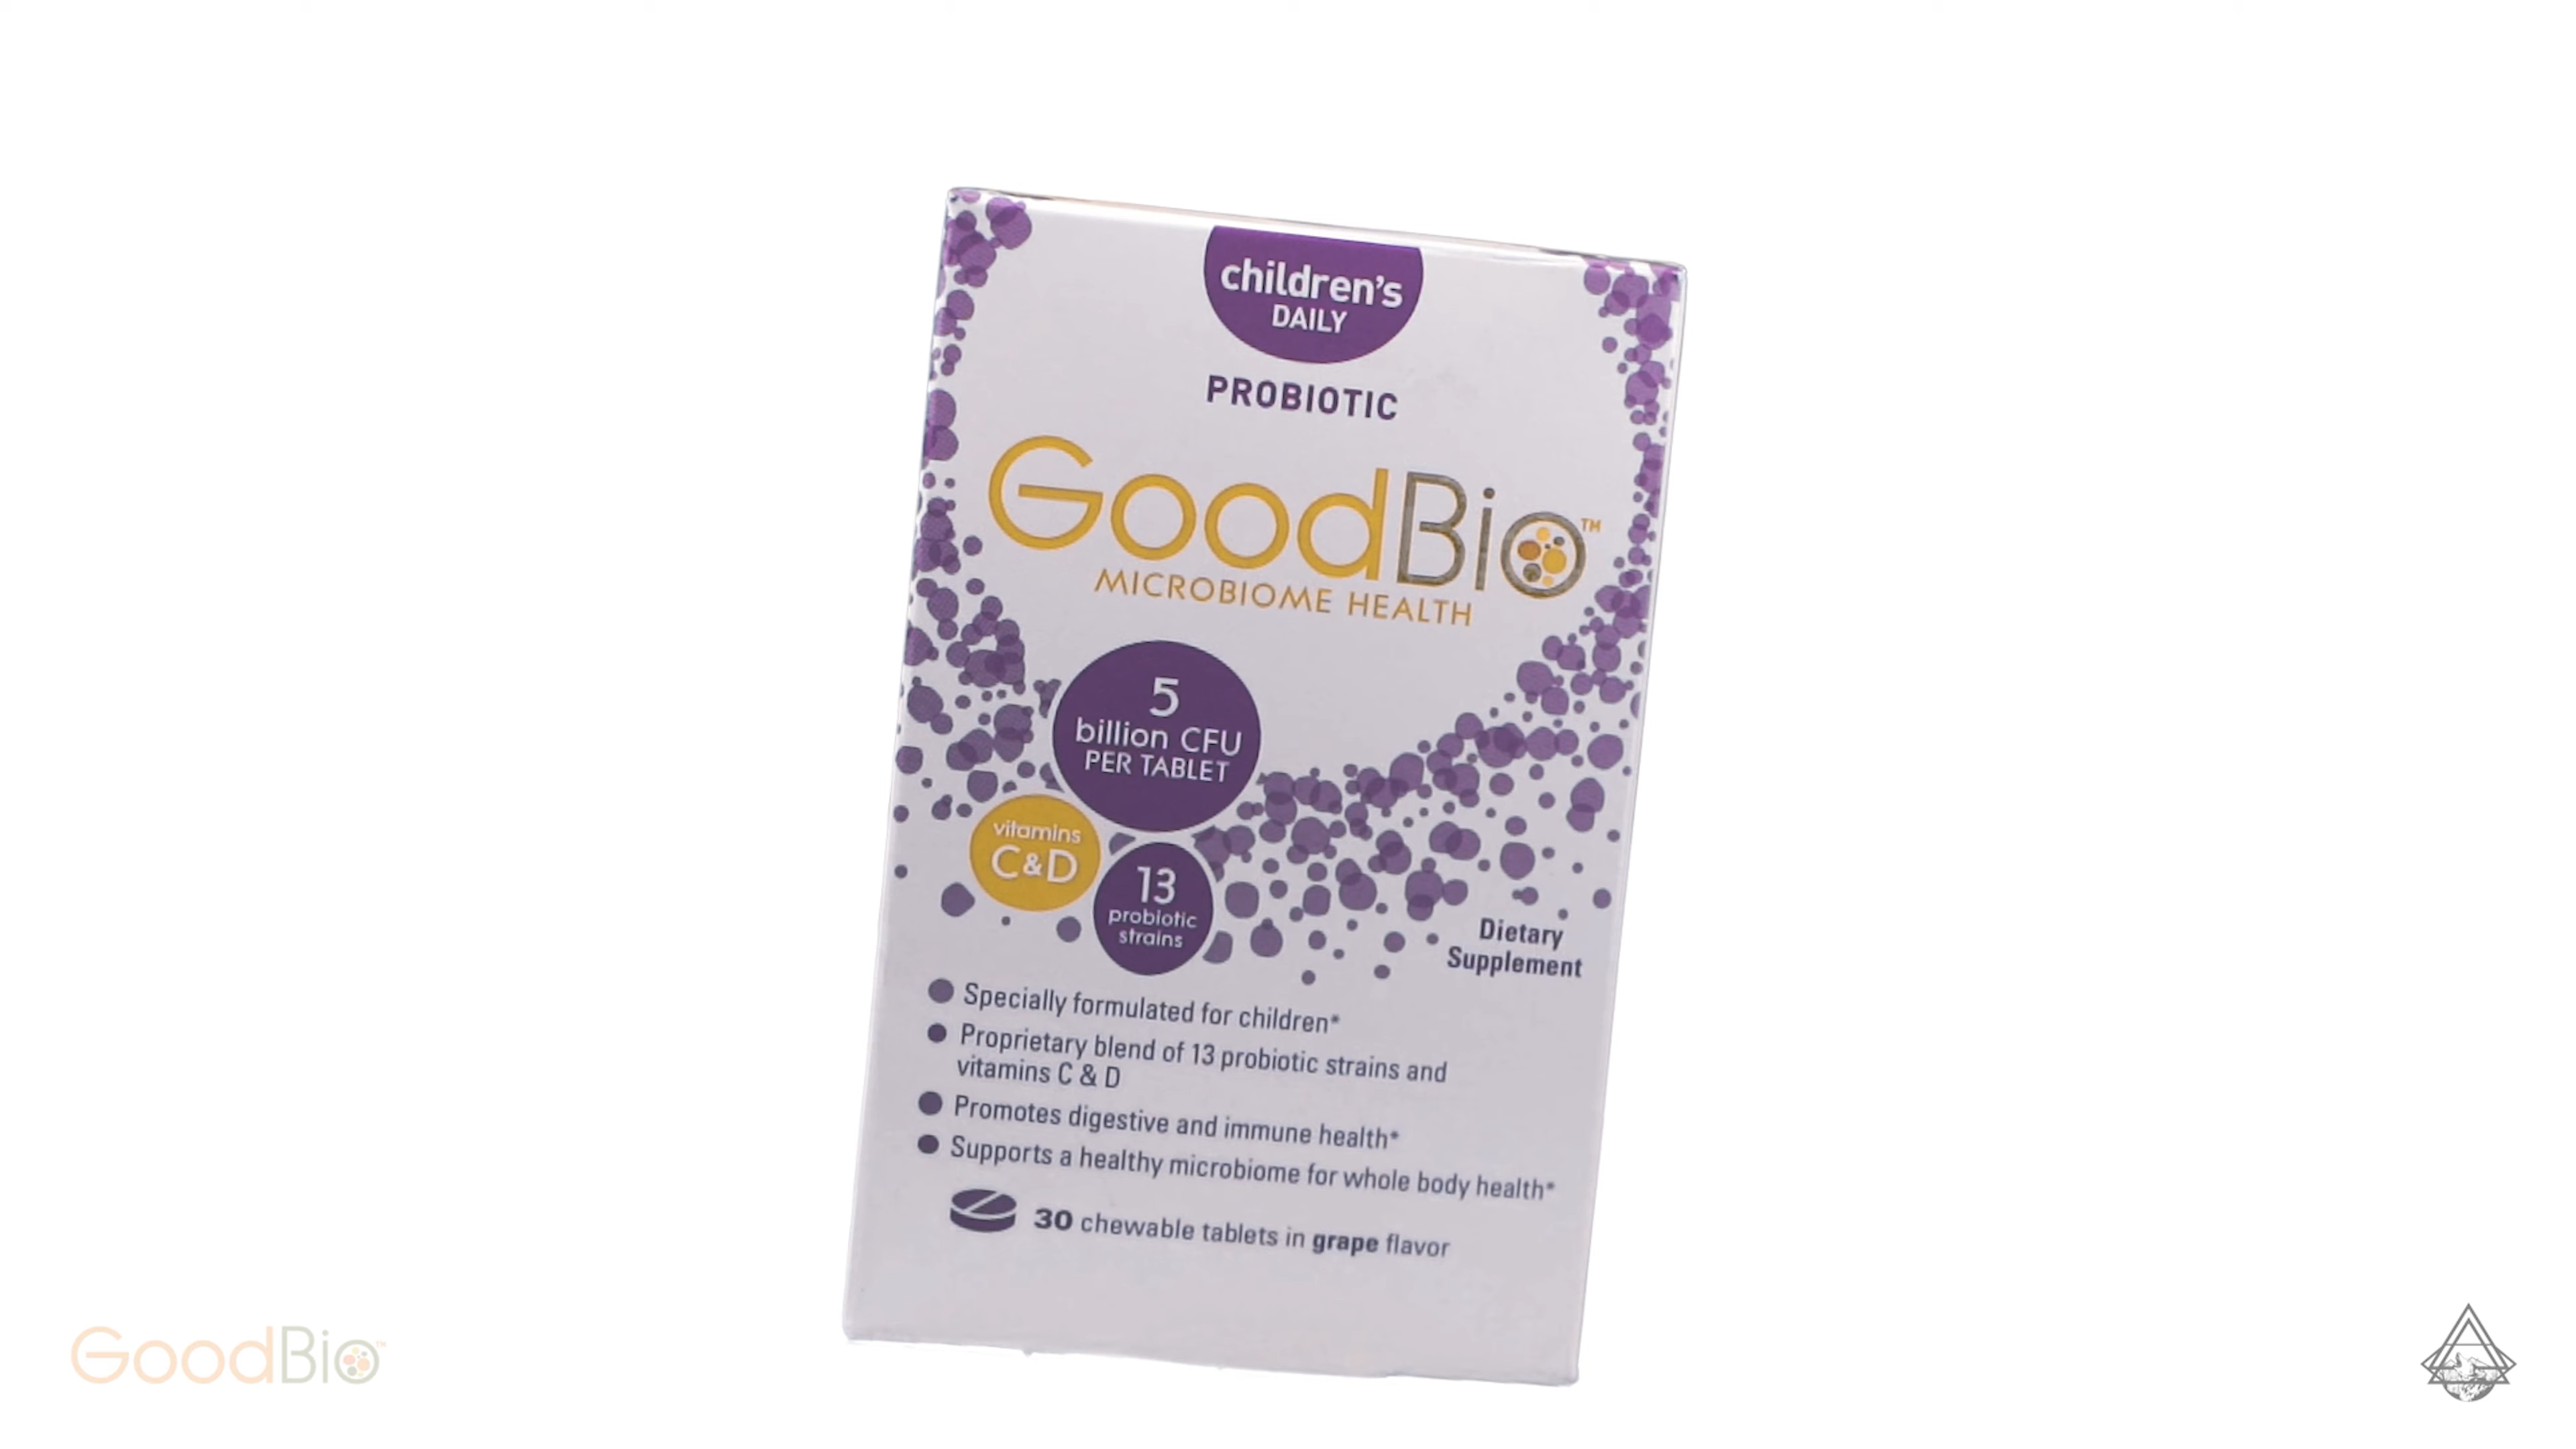 children's
DAILY
PROBIOTIC
GoodBio™
MICROBIOME HEALTH
5
billion CFU
PER TABLET
vitamins
C&D
13
probiotic
strains
Dietary
Supplement
Specially formulated for children*
Proprietary blend of 13 probiotic strains and
vitamins C & D
Promotes digestive and immune health*
Supports a healthy microbiome for whole body health*
30 chewable tablets in grape flavor
GoodBio™